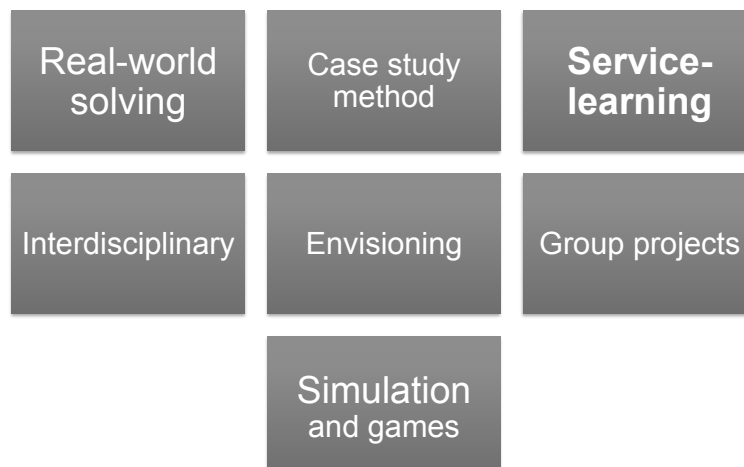 Real-world
solving
Case study
method
Service-
learning
Interdisciplinary
Envisioning
Group projects
Simulation
and games